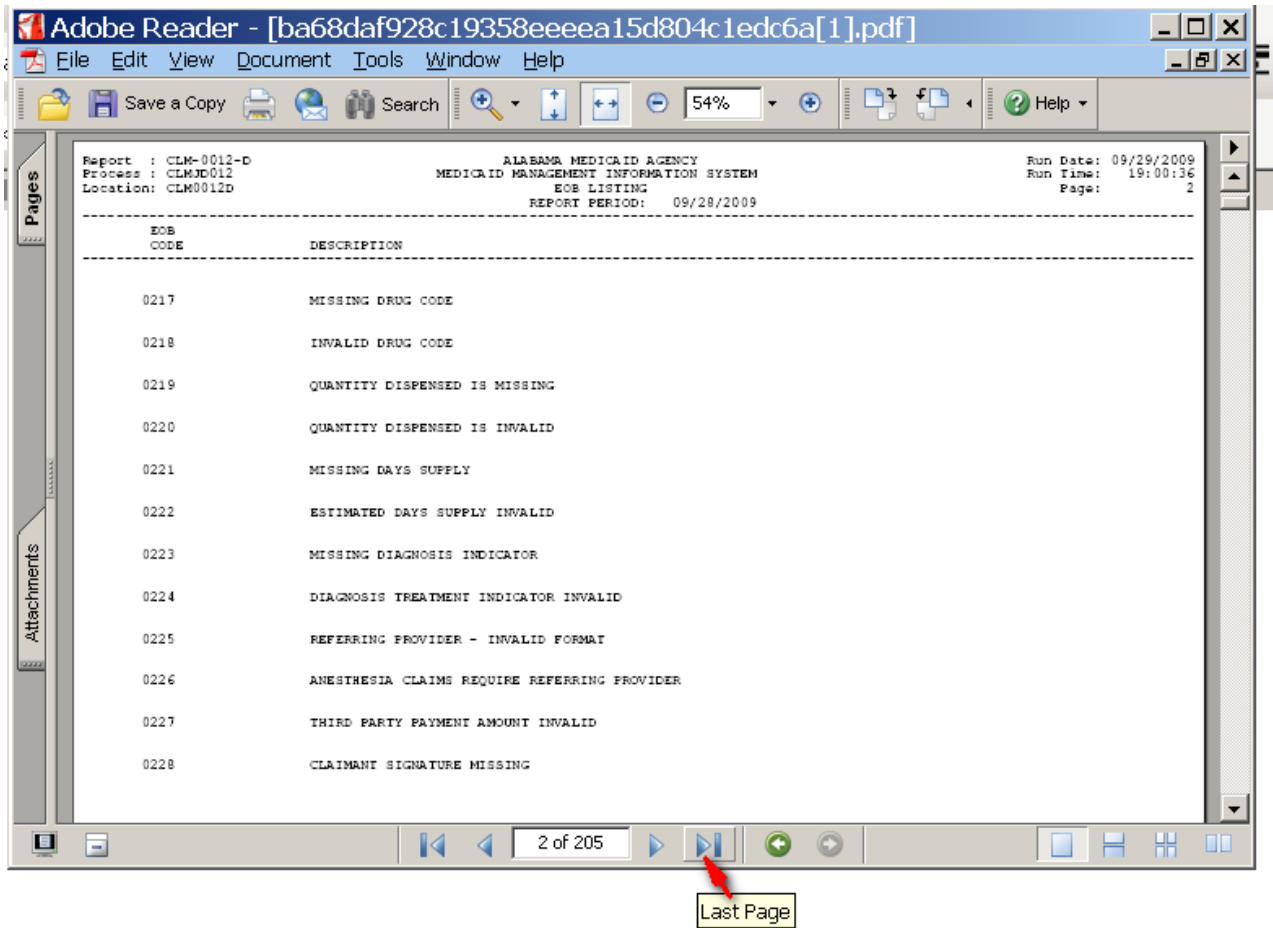 Adobe Reader - [ba68daf928c19358eeeea15d804c1edc6a[1].pdf]
File Edit View Document Tools Window Help
Save a Copy Search 54% Help
Pages
Attachments
Report : CLM-0012-D ALABAMA MEDICAID AGENCY Run Date: 09/29/2009
Process : CLMJD012 MEDICAID MANAGEMENT INFORMATION SYSTEM Run Time: 19:00:36
Location: CLM0012D EOB LISTING Page: 2
REPORT PERIOD: 09/28/2009
EOB
CODE DESCRIPTION
0217 MISSING DRUG CODE
0218 INVALID DRUG CODE
0219 QUANTITY DISPENSED IS MISSING
0220 QUANTITY DISPENSED IS INVALID
0221 MISSING DAYS SUPPLY
0222 ESTIMATED DAYS SUPPLY INVALID
0223 MISSING DIAGNOSIS INDICATOR
0224 DIAGNOSIS TREATMENT INDICATOR INVALID
0225 REFERRING PROVIDER - INVALID FORMAT
0226 ANESTHESIA CLAIMS REQUIRE REFERRING PROVIDER
0227 THIRD PARTY PAYMENT AMOUNT INVALID
0228 CLAIMANT SIGNATURE MISSING
2 of 205
Last Page